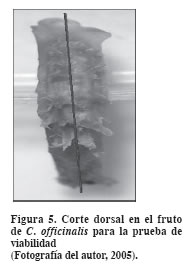 Figura 5. Corte dorsal en el fruto
de C. officinalis para la prueba de
viabilidad
(Fotografía del autor, 2005).